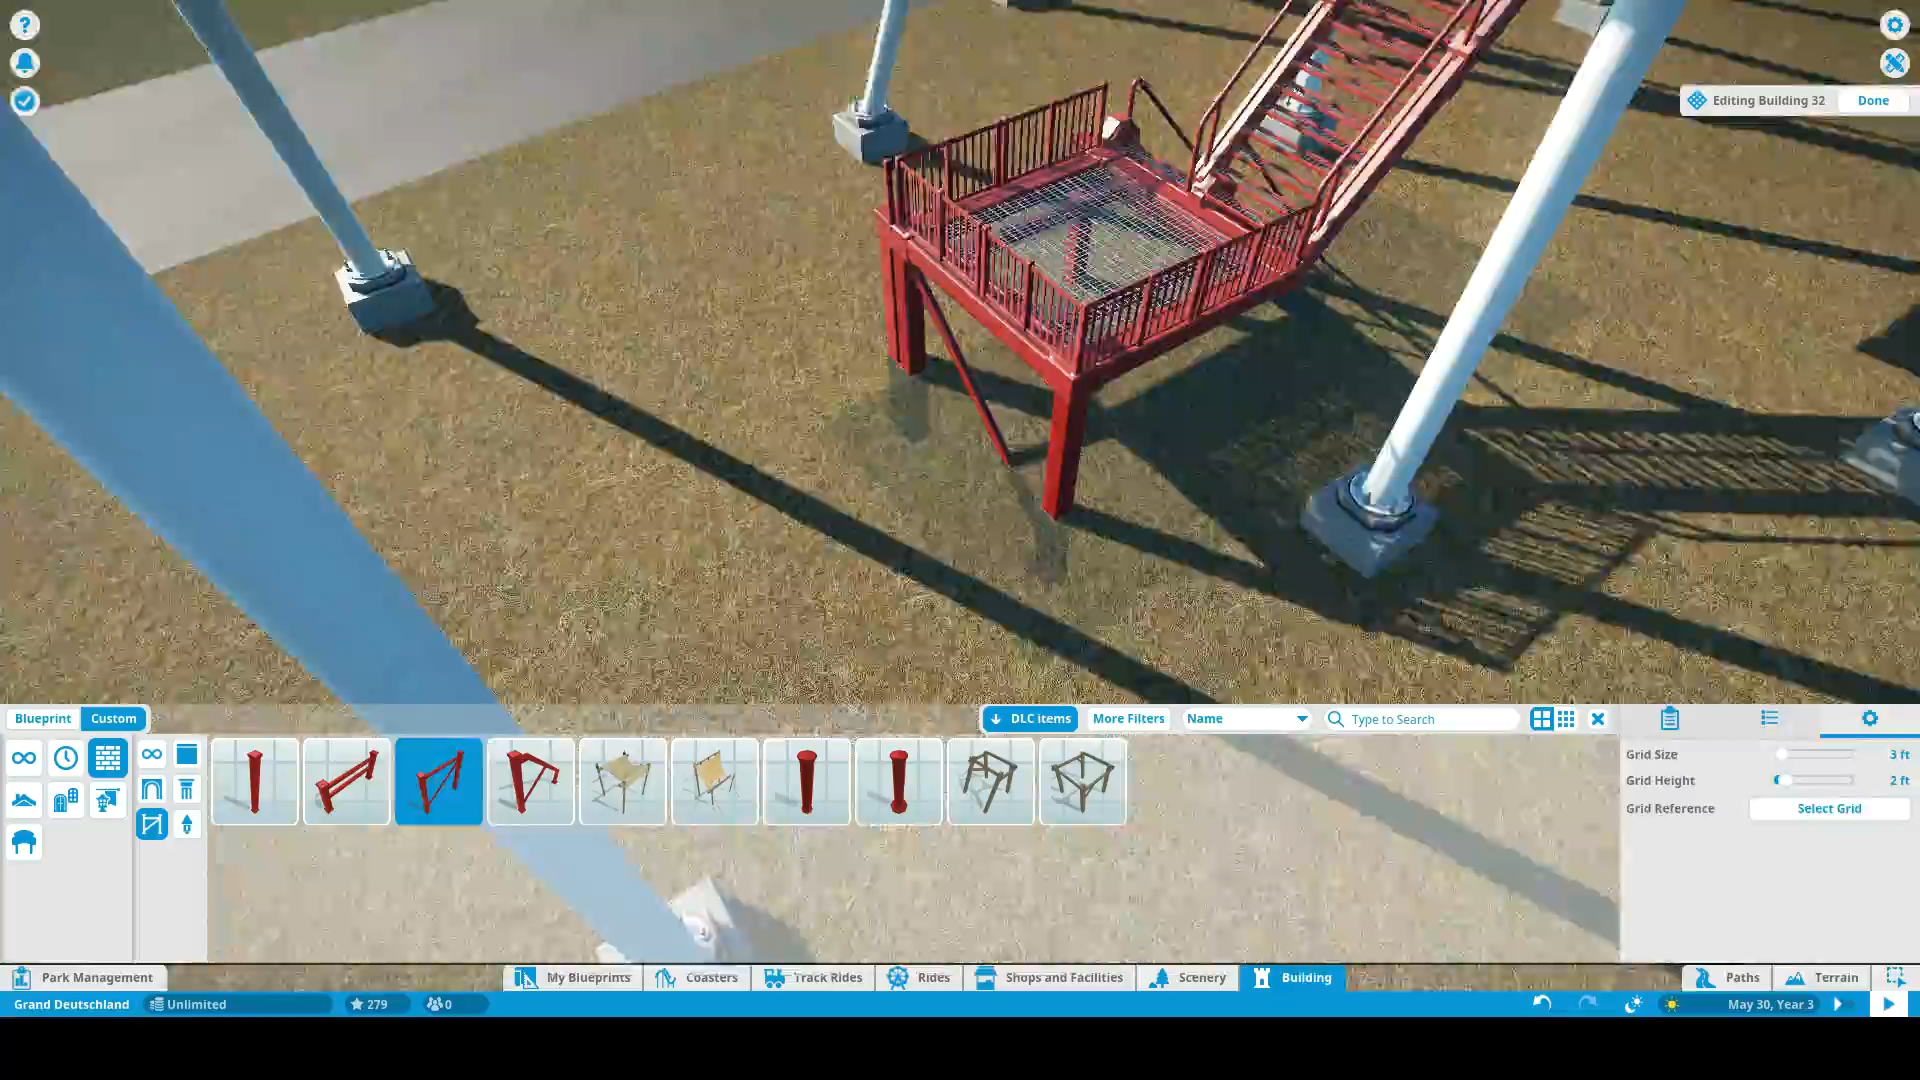 ?
Editing Building 32 Done
Blueprint Custom DLC items More Filters Name Type to Search
Grid Size 3 ft
Grid Height 2 ft
Grid Reference Select Grid
Park Management My Blueprints Coasters Track Rides Rides Shops and Facilities Scenery Building Paths Terrain
Grand Deutschland Unlimited 279 0 May 30, Year 3